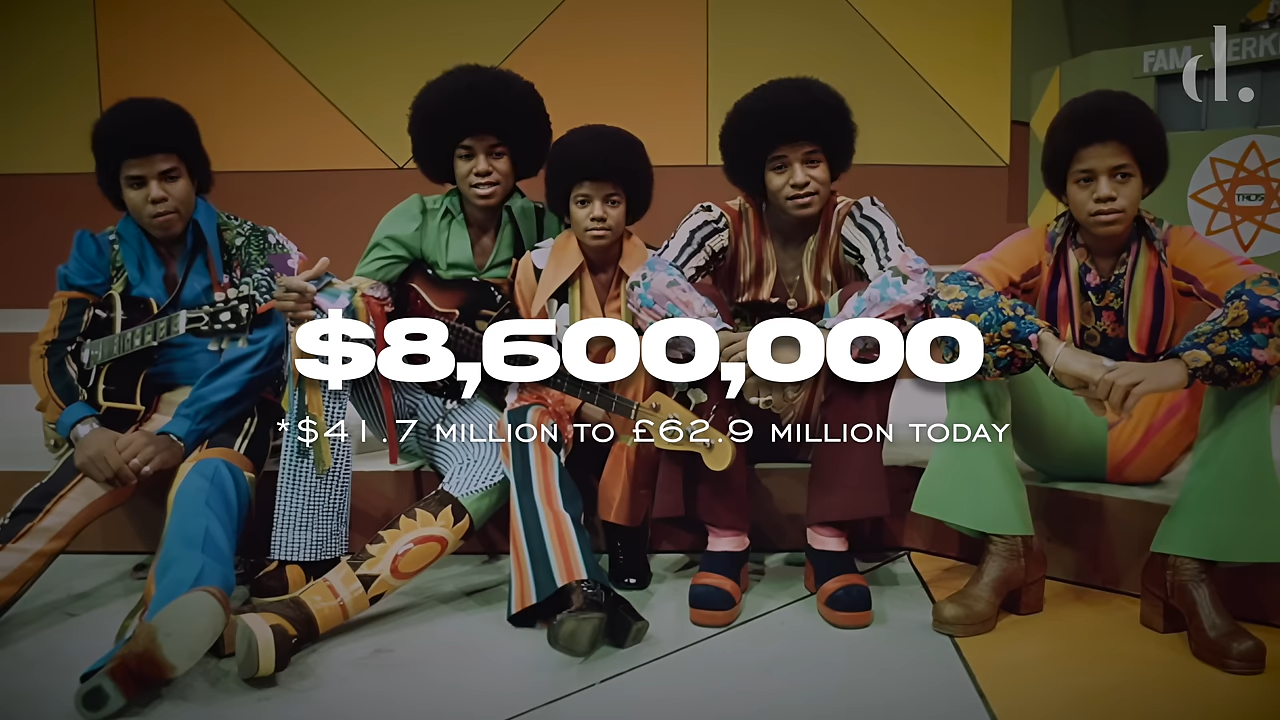 FAM VERK
d.
TROS
$8,600,000
*$41.7 MILLION TO £62.9 MILLION TODAY